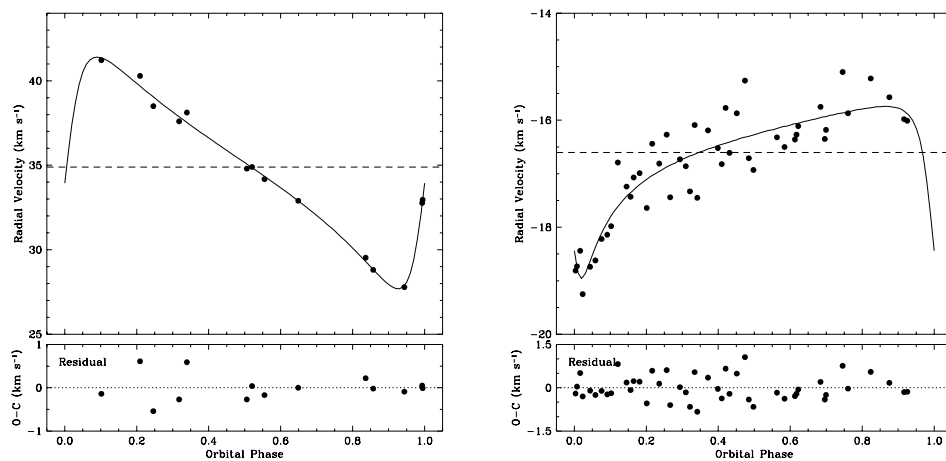 Radial Velocity (km s⁻¹)
40
35
30
25
Residual
O-C (km s⁻¹)
1
0
-1
0.0 0.2 0.4 0.6 0.8 1.0
Orbital Phase
Radial Velocity (km s⁻¹)
-14
-16
-18
-20
Residual
O-C (km s⁻¹)
1.5
0
-1.5
0.0 0.2 0.4 0.6 0.8 1.0
Orbital Phase